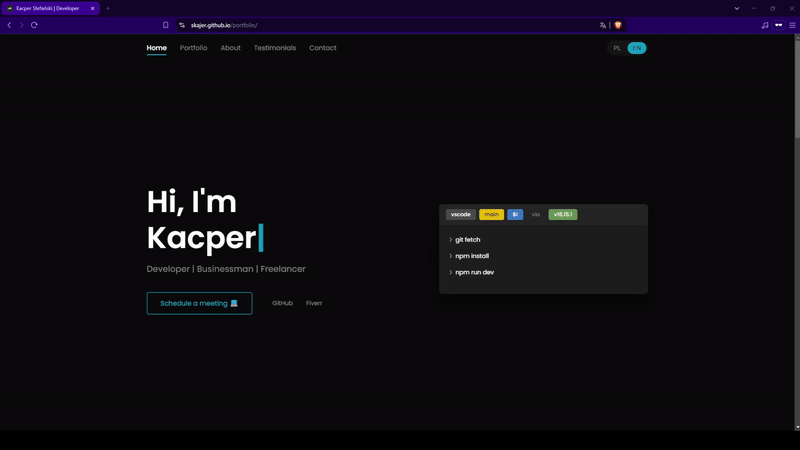 Kacper Stefański | Developer
skajer.github.io/portfolio/
Home Portfolio About Testimonials Contact PL EN
Hi, I'm
Kacper
Developer | Businessman | Freelancer
Schedule a meeting GitHub Fiverr
vscode main $! vite v18.15.1
git fetch
npm install
npm run dev